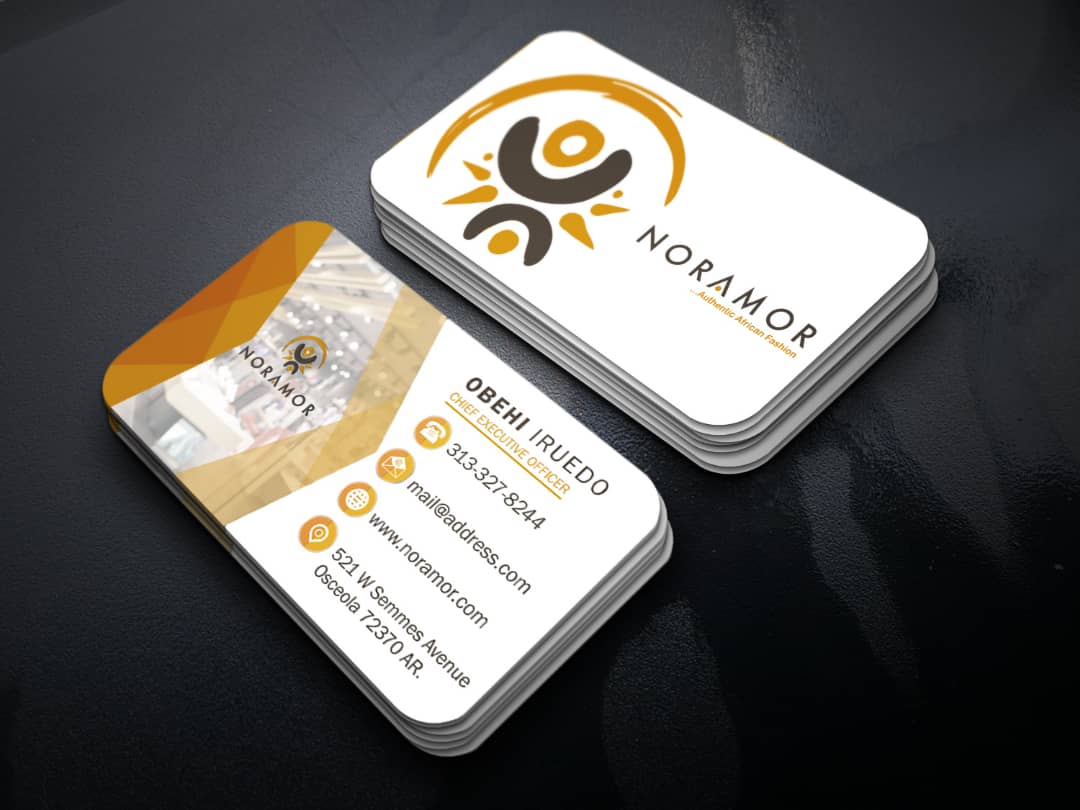 NORAMOR
...Authentic African Fashion
NORAMOR
OBEHI IRUEDO
CHIEF EXECUTIVE OFFICER
313-327-8244
mail@address.com
www.noramor.com
521 W Semmes Avenue
Osceola 72370 AR.